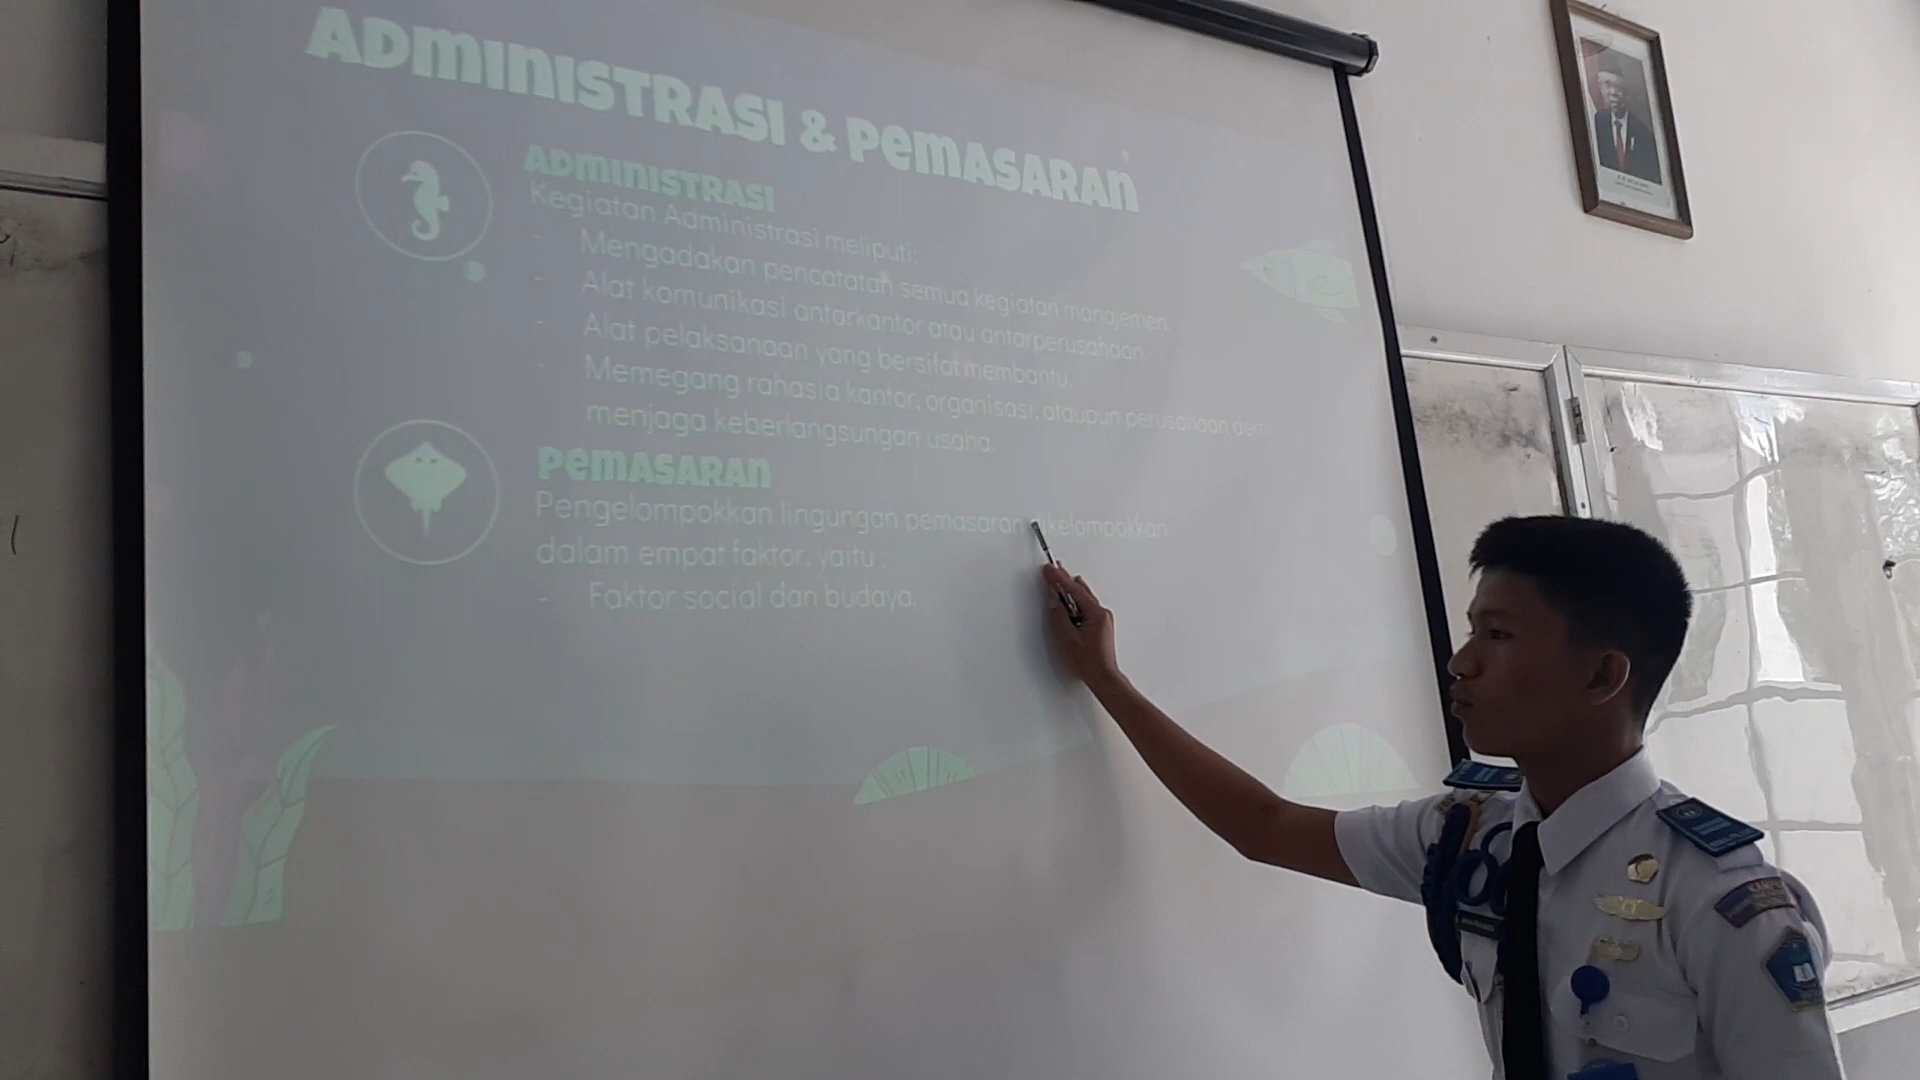 ADMINISTRASI & PEMASARAN
ADMINISTRASI
Kegiatan Administrasi meliputi:
- Mengadakan pencatatan semua kegiatan manajemen.
- Alat komunikasi antarkantor atau antarperusahaan.
- Alat pelaksanaan yang bersifat membantu.
- Memegang rahasia kantor, organisasi, ataupun perusahaan demi
menjaga keberlangsungan usaha.
PEMASARAN
Pengelompokkan lingungan pemasaran kelompokkan
dalam empat faktor, yaitu :
- Faktor social dan budaya.